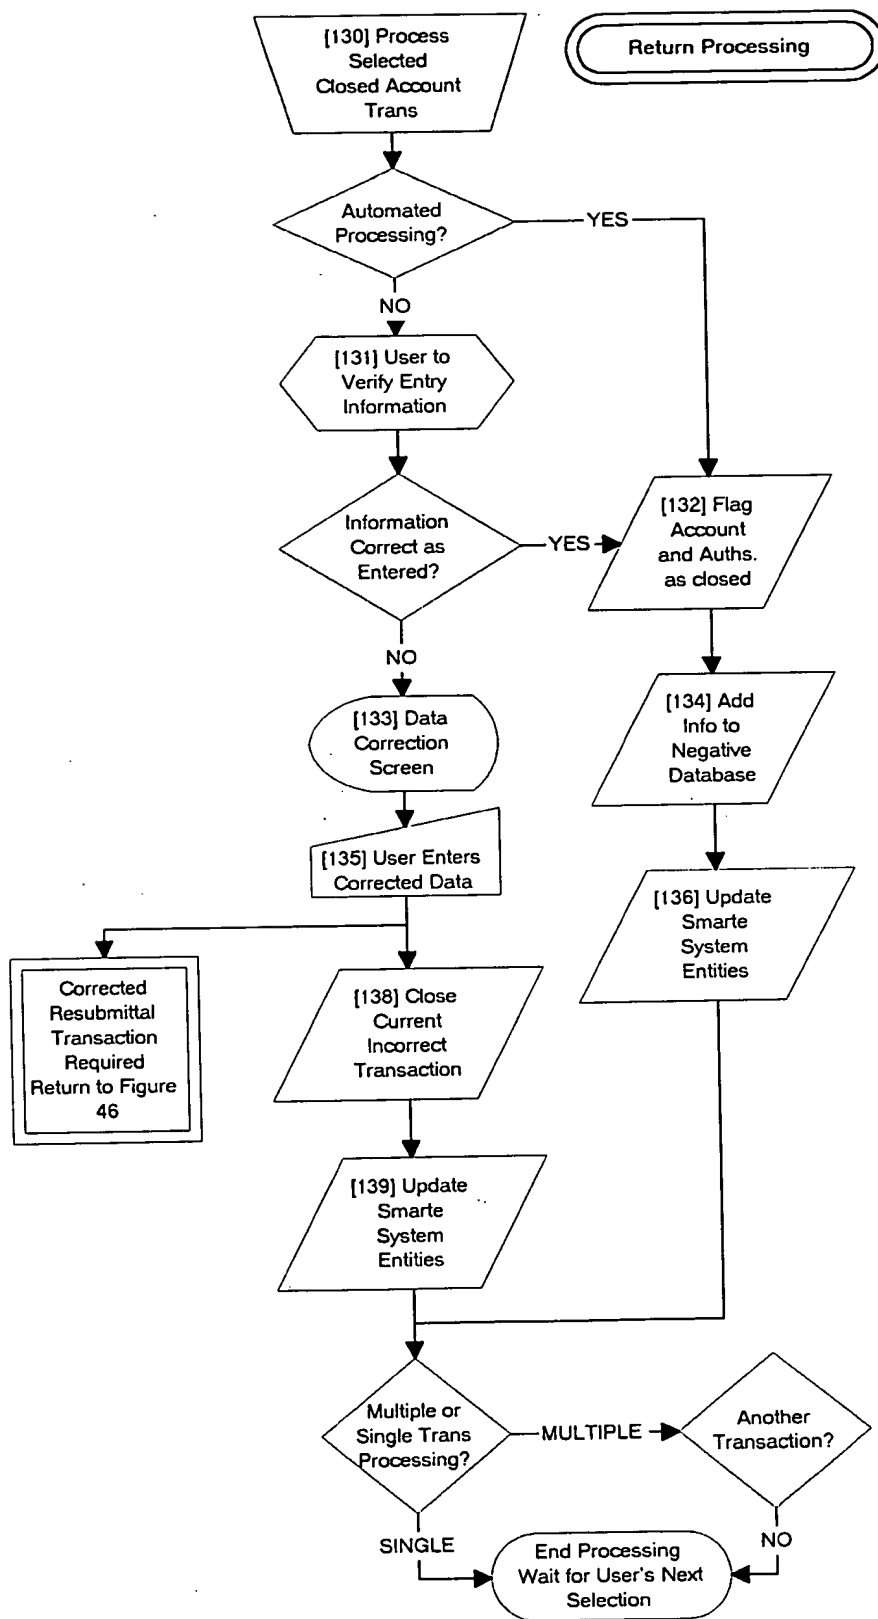 [130] Process
Selected
Closed Account
Trans
Return Processing
Automated
Processing?
YES
NO
[131] User to
Verify Entry
Information
Information
Correct as
Entered?
YES
[132] Flag
Account
and Auths.
as closed
NO
[133] Data
Correction
Screen
[134] Add
Info to
Negative
Database
[135] User Enters
Corrected Data
[136] Update
Smarte
System
Entities
Corrected
Resubmittal
Transaction
Required
Return to Figure
46
[138] Close
Current
Incorrect
Transaction
[139] Update
Smarte
System
Entities
Multiple or
Single Trans
Processing?
MULTIPLE
Another
Transaction?
SINGLE
NO
End Processing
Wait for User's Next
Selection